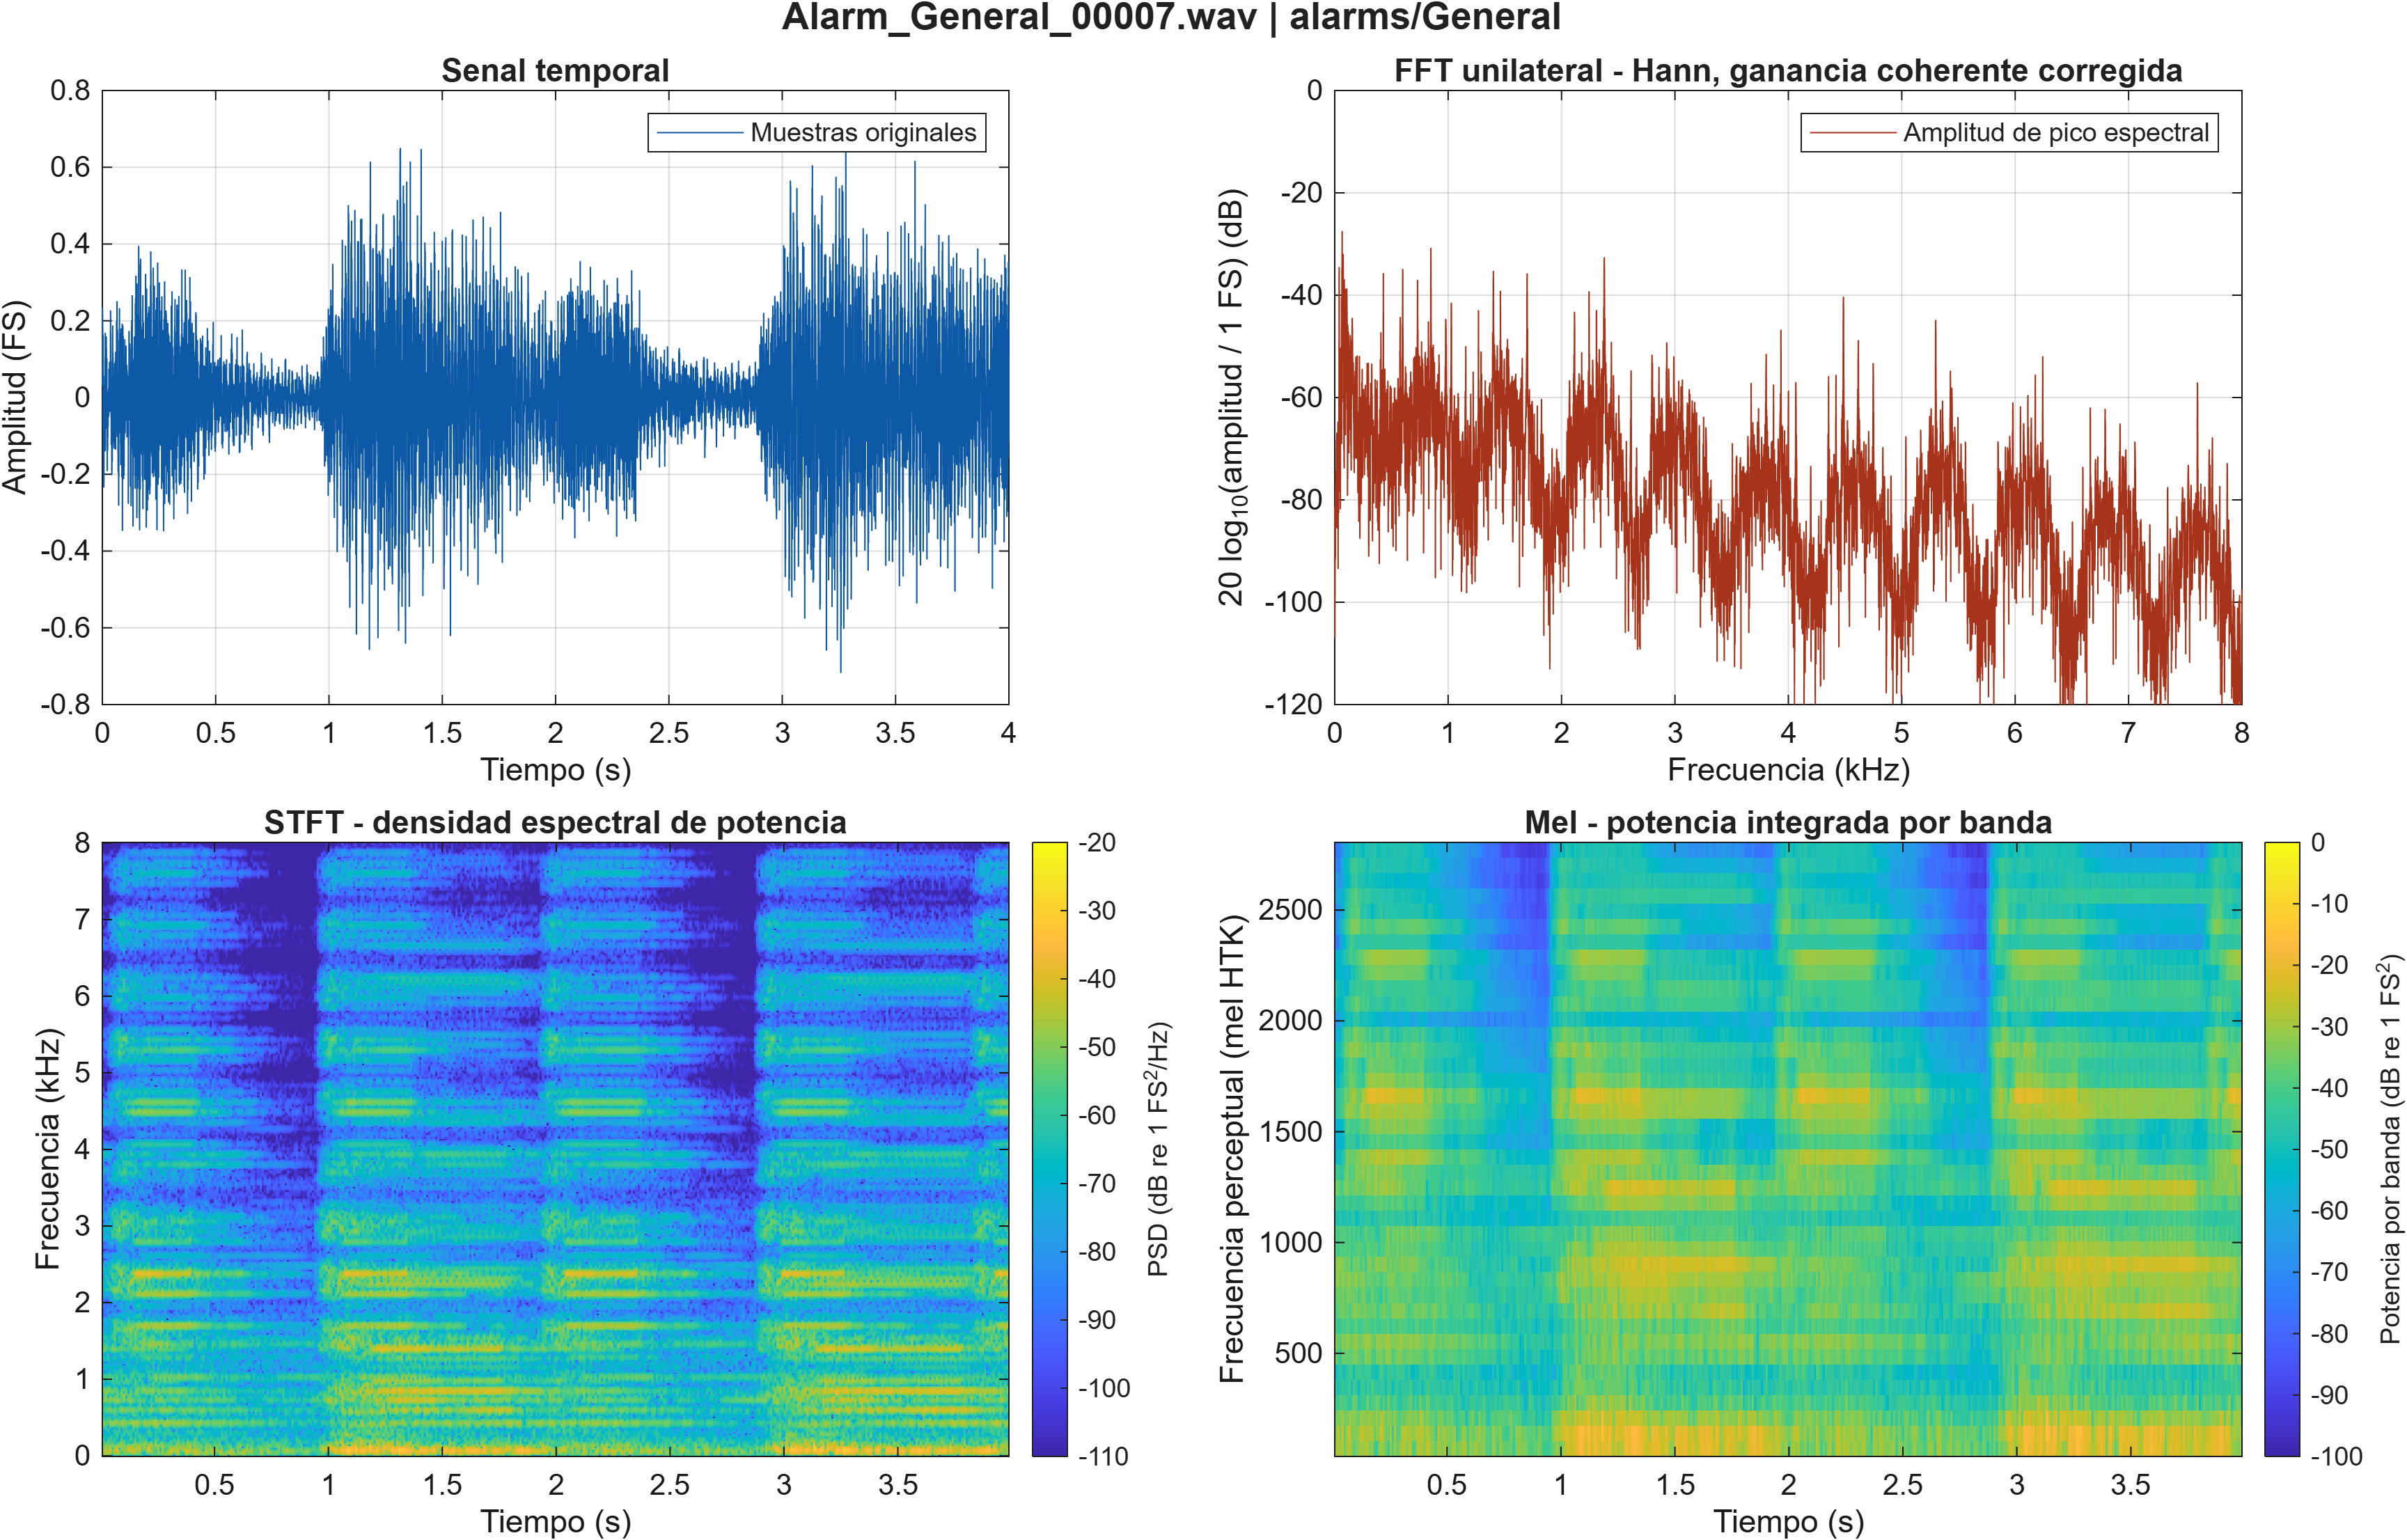 Alarm_General_00007.wav | alarms/General
Senal temporal
Muestras originales
Amplitud (FS)
0.8
0.6
0.4
0.2
0
-0.2
-0.4
-0.6
-0.8
0 0.5 1 1.5 2 2.5 3 3.5 4
Tiempo (s)
FFT unilateral - Hann, ganancia coherente corregida
Amplitud de pico espectral
20 log10(amplitud / 1 FS) (dB)
0
-20
-40
-60
-80
-100
-120
0 1 2 3 4 5 6 7 8
Frecuencia (kHz)
STFT - densidad espectral de potencia
Frecuencia (kHz)
8
7
6
5
4
3
2
1
0
0.5 1 1.5 2 2.5 3 3.5
Tiempo (s)
-20
-30
-40
-50
-60
-70
-80
-90
-100
-110
PSD (dB re 1 FS²/Hz)
Mel - potencia integrada por banda
Frecuencia perceptual (mel HTK)
2500
2000
1500
1000
500
0.5 1 1.5 2 2.5 3 3.5
Tiempo (s)
0
-10
-20
-30
-40
-50
-60
-70
-80
-90
-100
Potencia por banda (dB re 1 FS²)